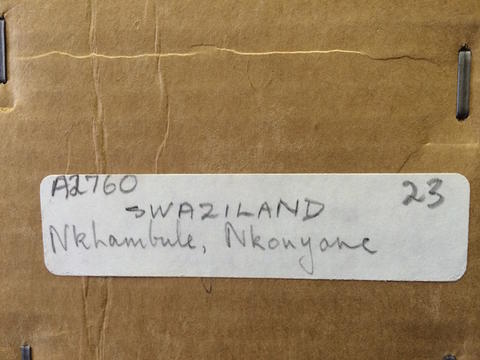 A2760 23
SWAZILAND
Nkhambule, Nkonyane